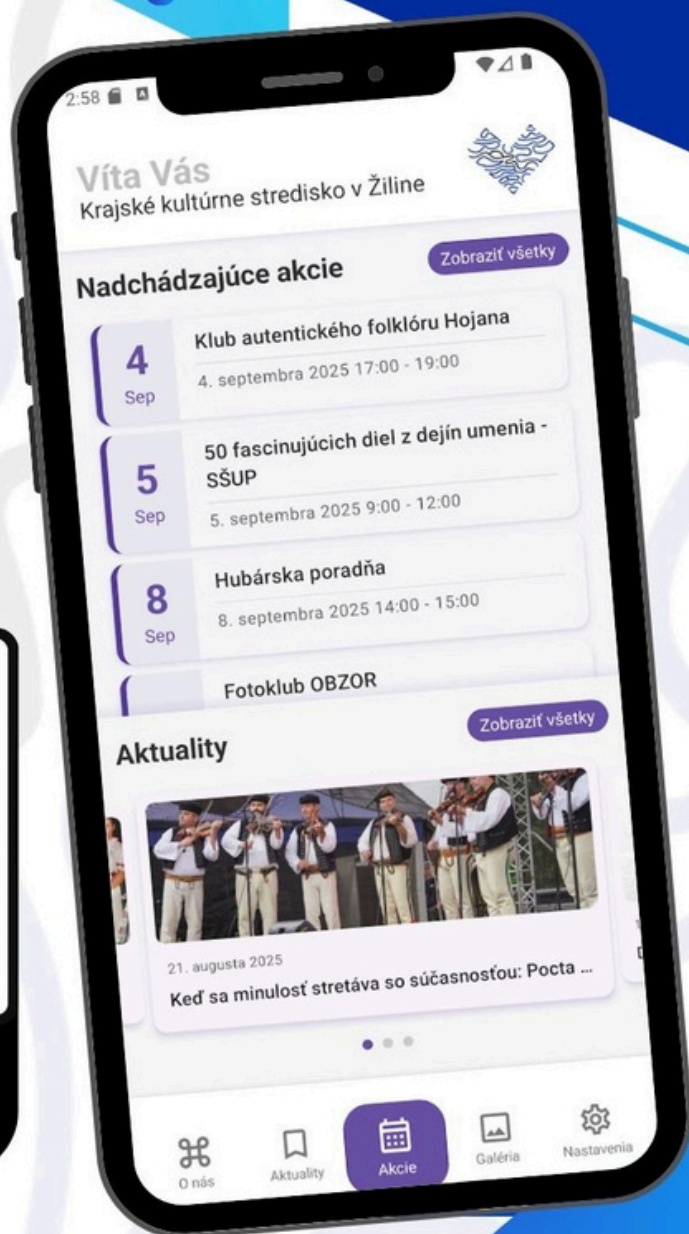 2:58
Víta Vás
Krajské kultúrne stredisko v Žiline
Nadchádzajúce akcie
Zobraziť všetky
4
Sep
Klub autentického folklóru Hojana
4. septembra 2025 17:00 - 19:00
5
Sep
50 fascinujúcich diel z dejín umenia -
SŠUP
5. septembra 2025 9:00 - 12:00
8
Sep
Hubárska poradňa
8. septembra 2025 14:00 - 15:00
Fotoklub OBZOR
Aktuality
Zobraziť všetky
21. augusta 2025
Keď sa minulosť stretáva so súčasnosťou: Pocta ...
O nás
Aktuality
Akcie
Galéria
Nastavenia